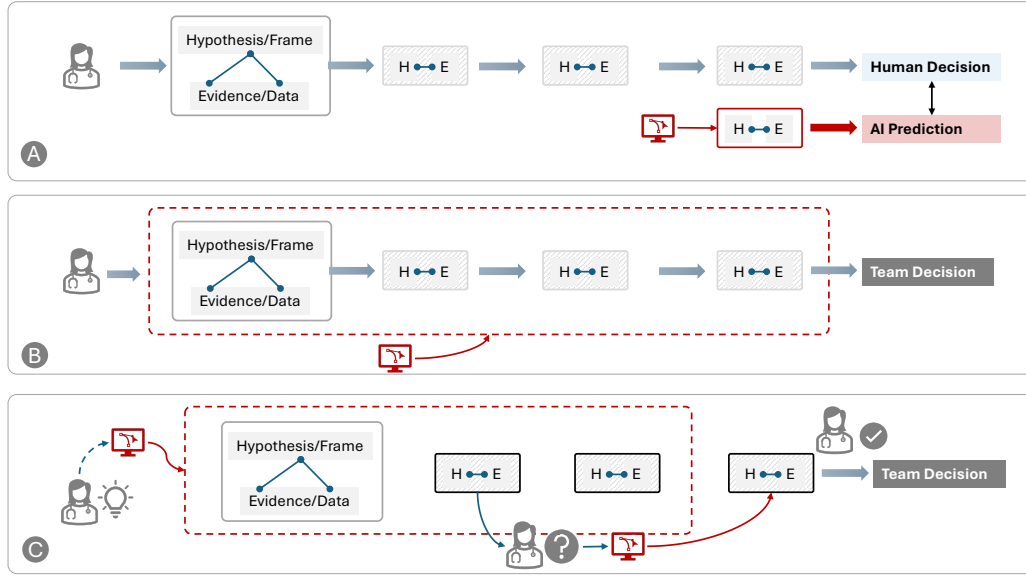 Hypothesis/Frame
Evidence/Data
H E
H E
H E
Human Decision
H E
AI Prediction
A
Hypothesis/Frame
Evidence/Data
H E
H E
H E
Team Decision
B
Hypothesis/Frame
Evidence/Data
H E
H E
H E
Team Decision
?
C